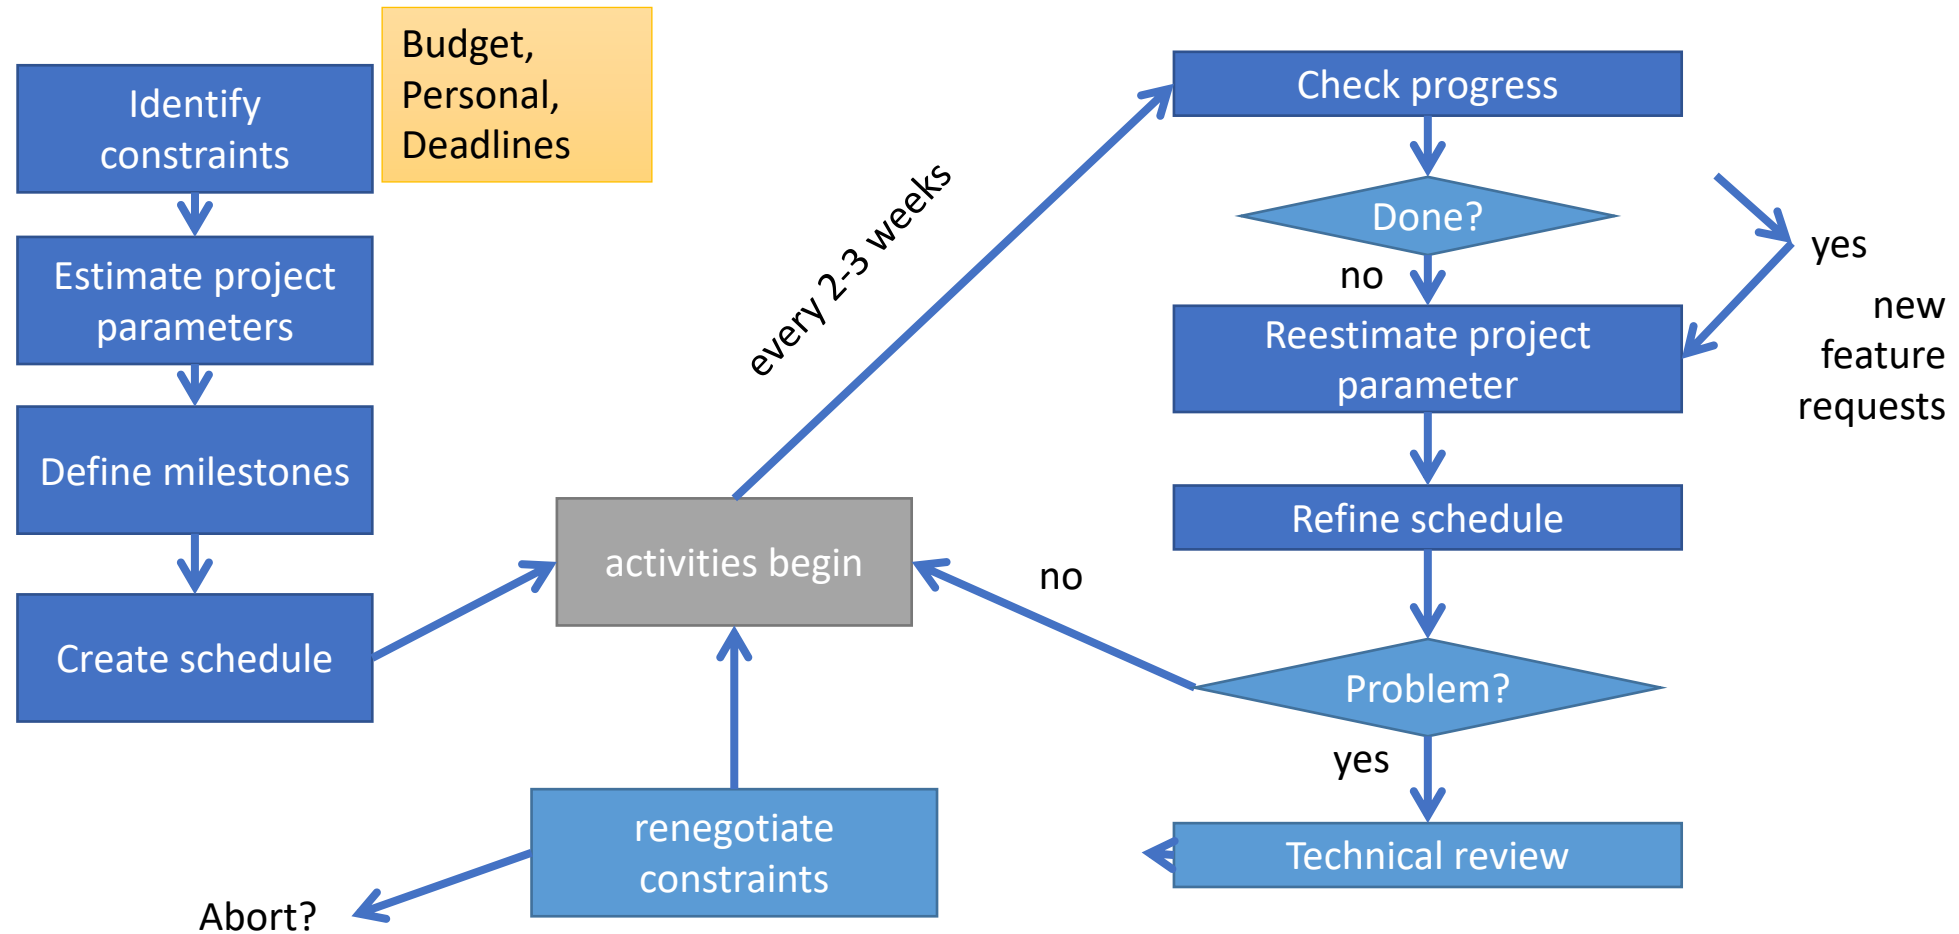 Identify
constraints
Budget,
Personal,
Deadlines
Estimate project
parameters
Define milestones
Create schedule
activities begin
every 2-3 weeks
Check progress
Done?
no
yes
new
feature
requests
Reestimate project
parameter
Refine schedule
Problem?
no
yes
Technical review
renegotiate
constraints
Abort?